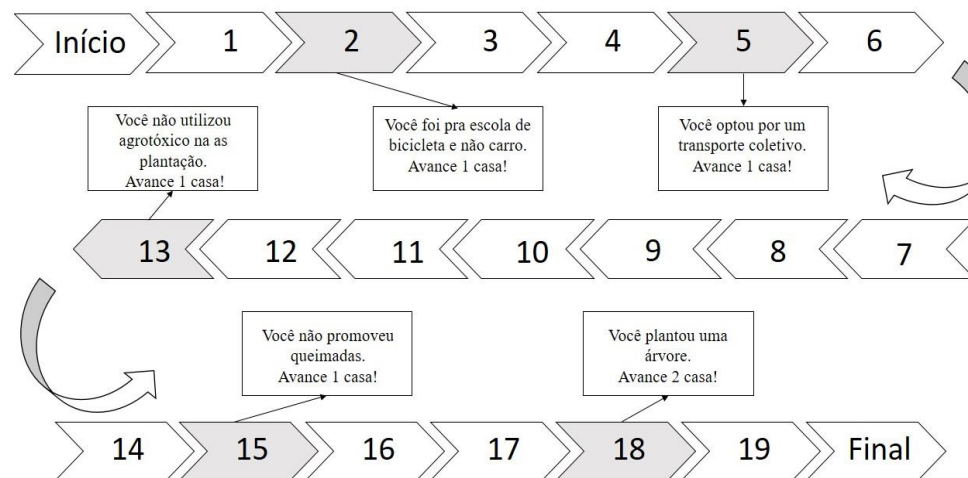 Início 1 2 3 4 5 6
Você não utilizou
agrotóxico na as
plantação.
Avance 1 casa!
Você foi pra escola de
bicicleta e não carro.
Avance 1 casa!
Você optou por um
transporte coletivo.
Avance 1 casa!
13 12 11 10 9 8 7
Você não promoveu
queimadas.
Avance 1 casa!
Você plantou uma
árvore.
Avance 2 casa!
14 15 16 17 18 19 Final